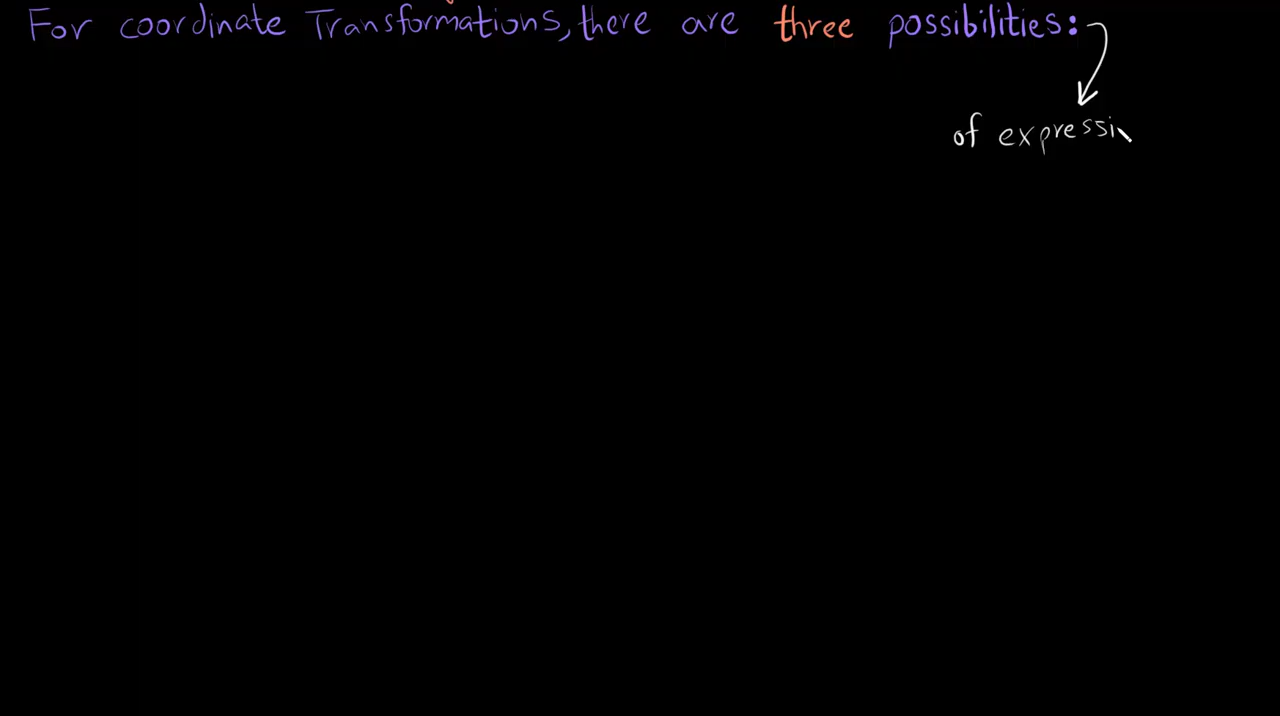 For coordinate Transformations, there are three possibilities:
of expressi